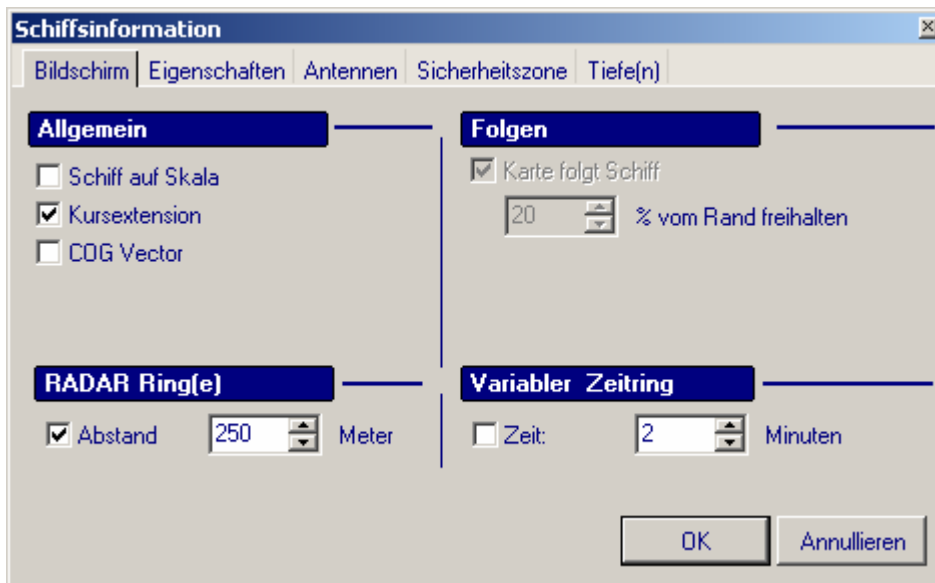 Schiffsinformation
Bildschirm Eigenschaften Antennen Sicherheitszone Tiefe(n)
Allgemein
Schiff auf Skala
Kursextension
COG Vector
Folgen
Karte folgt Schiff
20 % vom Rand freihalten
RADAR Ring(e)
Abstand 250 Meter
Variabler Zeitring
Zeit: 2 Minuten
OK Annullieren